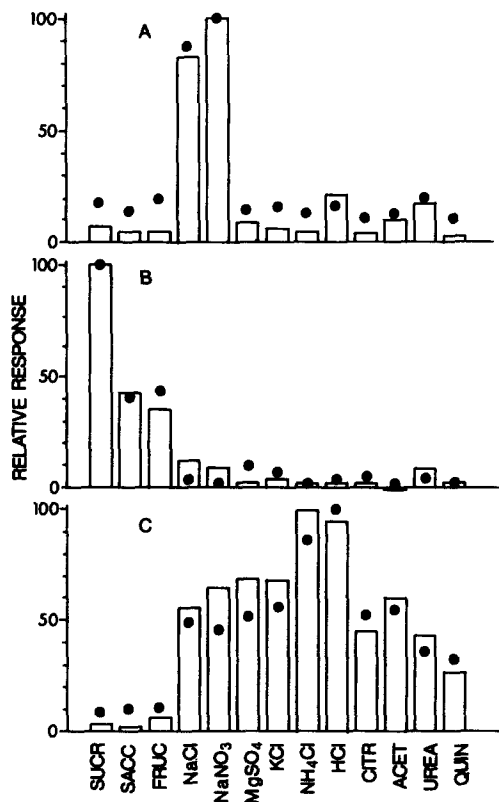 100
A
50
0
100
B
50
0
100
C
50
0
RELATIVE RESPONSE
SUCR
SACC
FRUC
NaCl
NaNO3
MgSO4
KCl
NH4Cl
HCl
CITR
ACET
UREA
QUIN